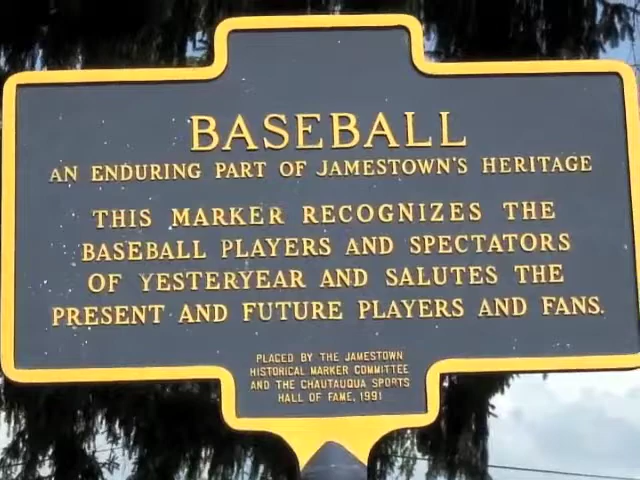 BASEBALL
AN ENDURING PART OF JAMESTOWN'S HERITAGE
THIS MARKER RECOGNIZES THE
BASEBALL PLAYERS AND SPECTATORS
OF YESTERYEAR AND SALUTES THE
PRESENT AND FUTURE PLAYERS AND FANS.
PLACED BY THE JAMESTOWN
HISTORICAL MARKER COMMITTEE
AND THE CHAUTAUQUA SPORTS
HALL OF FAME, 1991